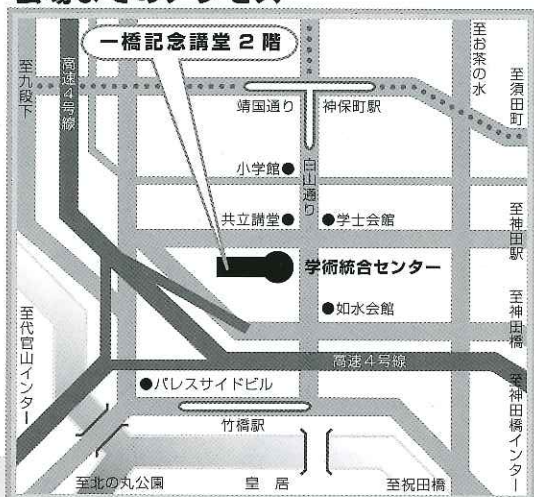 会場までのアクセス
一橋記念講堂2階
至九段下
高速4号線
靖国通り
神保町駅
至お茶の水
至須田町
小学館
白山通り
共立講堂
学士会館
至神田駅
学術統合センター
如水会館
至神田橋
至代官山インター
高速4号線
至神田橋インター
パレスサイドビル
竹橋駅
至北の丸公園
皇居
至祝田橋